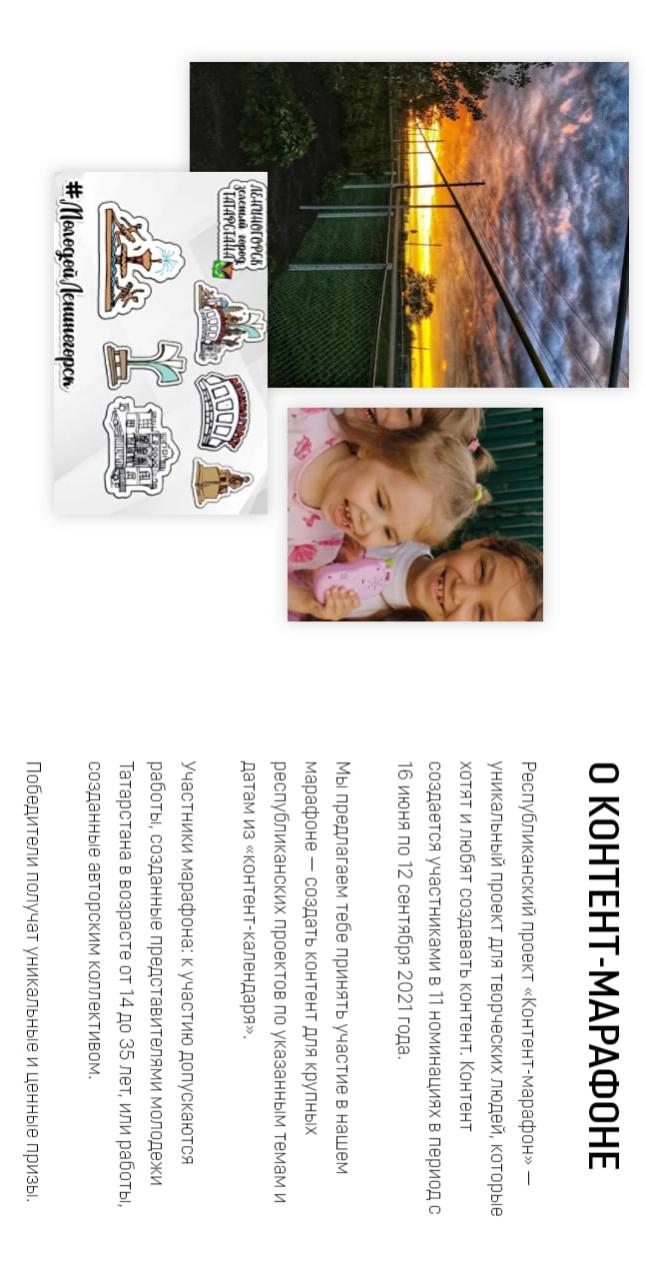 О КОНТЕНТ-МАРАФОНЕ
Республиканский проект «Контент-марафон» —
уникальный проект для творческих людей, которые
хотят и любят создавать контент. Контент
создается участниками в 11 номинациях в период с
16 июня по 12 сентября 2021 года.
Мы предлагаем тебе принять участие в нашем
марафоне — создать контент для крупных
республиканских проектов по указанным темам и
датам из «контент-календаря».
Участники марафона: к участию допускаются
работы, созданные представителями молодежи
Татарстана в возрасте от 14 до 35 лет, или работы,
созданные авторским коллективом.
Победители получат уникальные и ценные призы.
ЛЕНИНОГОРСК
зеленый город
ТАТАРСТАНА
#МолодойЛениногорск